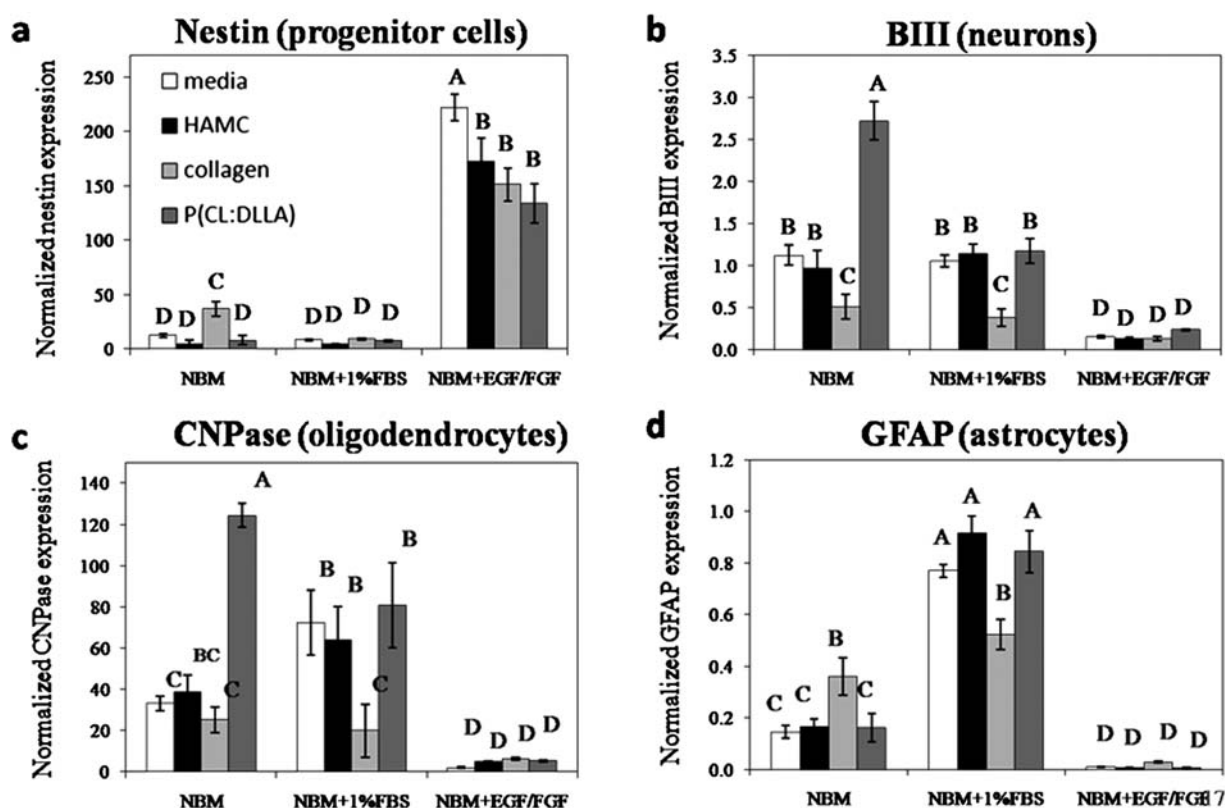 a
Nestin (progenitor cells)
Normalized nestin expression
250
200
150
100
50
0
media
HAMC
collagen
P(CL:DLLA)
D D C D
D D D D
A B B B
NBM NBM+1%FBS NBM+EGF/FGF
b
BIII (neurons)
Normalized BIII expression
3.5
3.0
2.5
2.0
1.5
1.0
0.5
0.0
B B C A
B B C B
D D D D
NBM NBM+1%FBS NBM+EGF/FGF
c
CNPase (oligodendrocytes)
Normalized CNPase expression
140
120
100
80
60
40
20
0
C BC C A
B B C B
D D D D
NBM NBM+1%FBS NBM+EGF/FGF
d
GFAP (astrocytes)
Normalized GFAP expression
1.2
1.0
0.8
0.6
0.4
0.2
0.0
C C B C
A A B A
D D D D
NBM NBM+1%FBS NBM+EGF/FGF